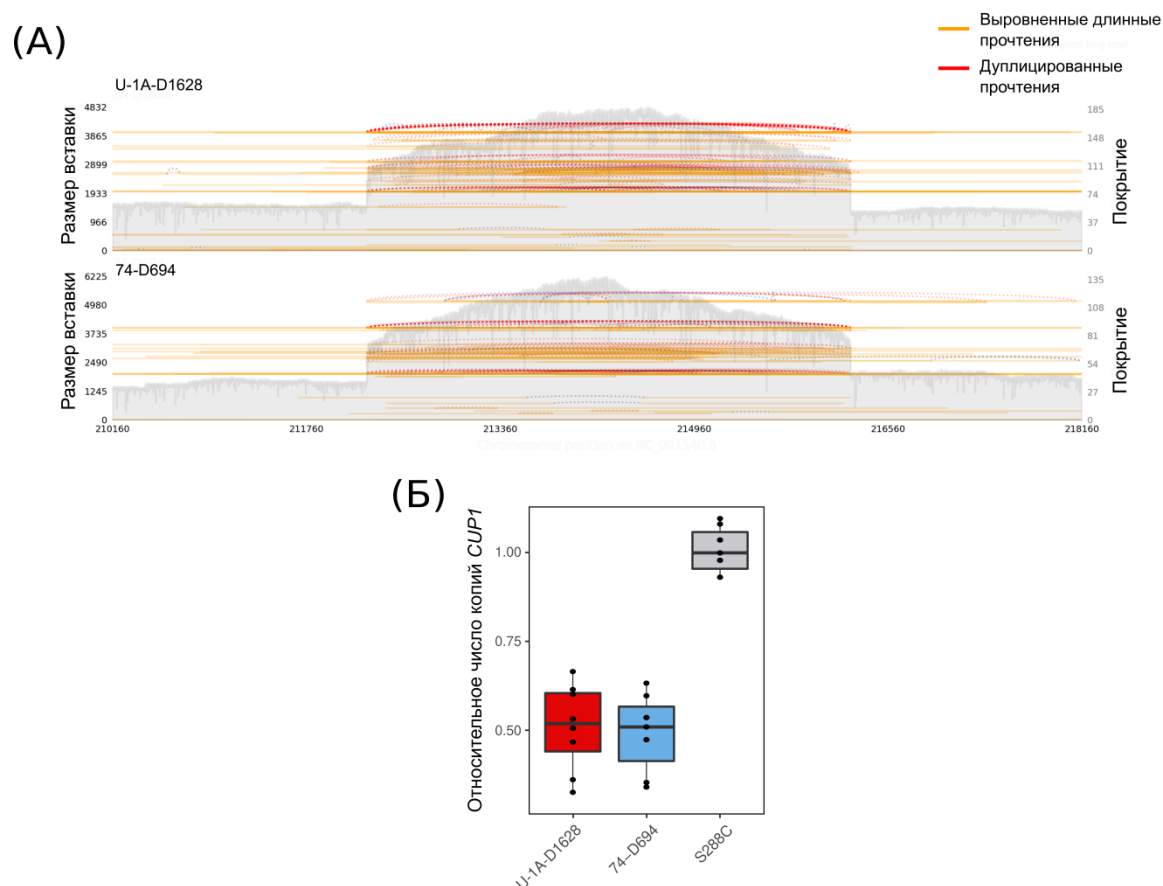 (А)
Выровненные длинные
прочтения
Дуплицированные
прочтения
U-1A-D1628
Размер вставки
4832
3865
2899
1933
966
0
185
148
111
74
37
0
Покрытие
74-D694
Размер вставки
6225
4980
3735
2490
1245
0
135
108
81
54
27
0
Покрытие
210160
211760
213360
214960
216560
218160
(Б)
Относительное число копий CUP1
1.00
0.75
0.50
U-1A-D1628
74-D694
S288C